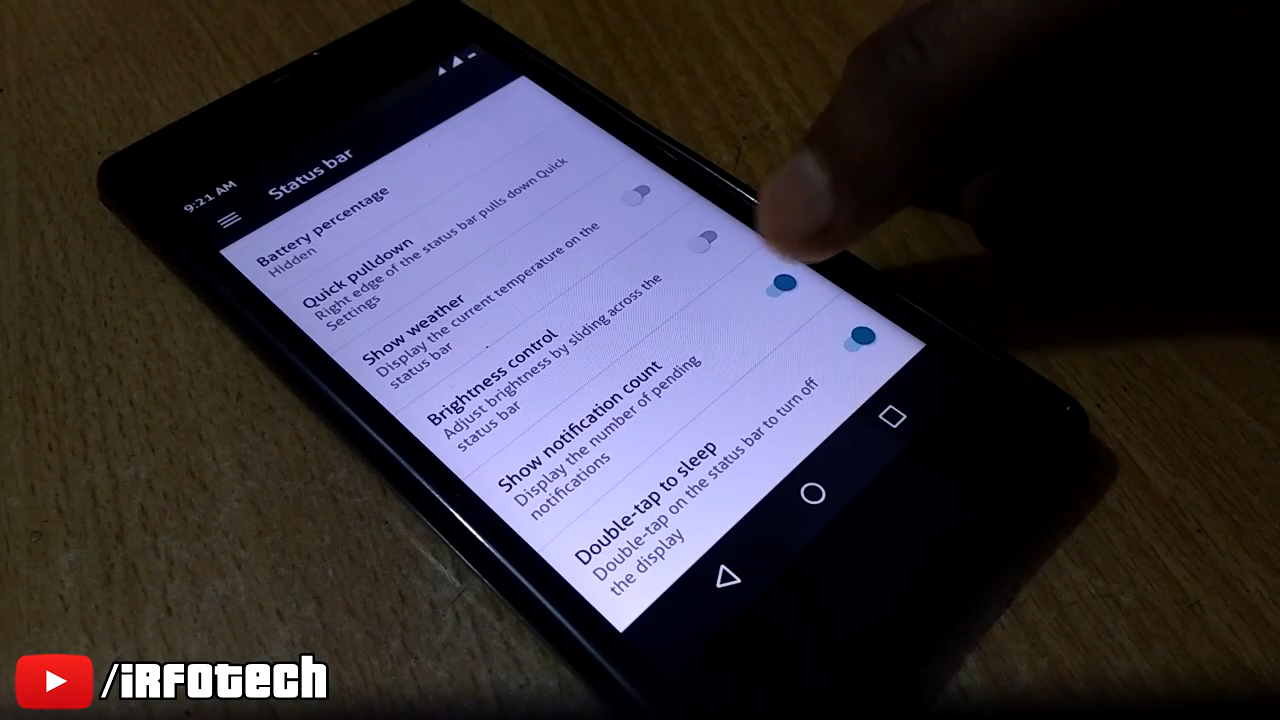 9:21 AM
Status bar
Battery percentage
Hidden
Quick pulldown
Right edge of the status bar pulls down Quick
Settings
Show weather
Display the current temperature on the
status bar
Brightness control
Adjust brightness by sliding across the
status bar
Show notification count
Display the number of pending
notifications
Double-tap to sleep
Double-tap on the status bar to turn off
the display
/iRFOtech